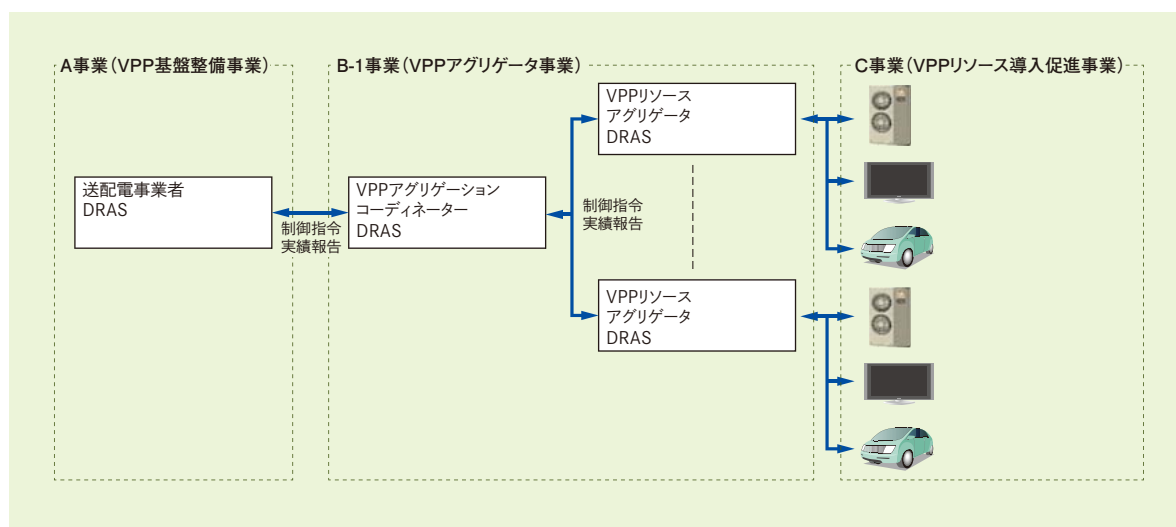 A事業（VPP基盤整備事業）
送配電事業者
DRAS
制御指令
実績報告
B-1事業（VPPアグリゲータ事業）
VPPアグリゲーション
コーディネーター
DRAS
制御指令
実績報告
VPPリソース
アグリゲータ
DRAS
VPPリソース
アグリゲータ
DRAS
C事業（VPPリソース導入促進事業）